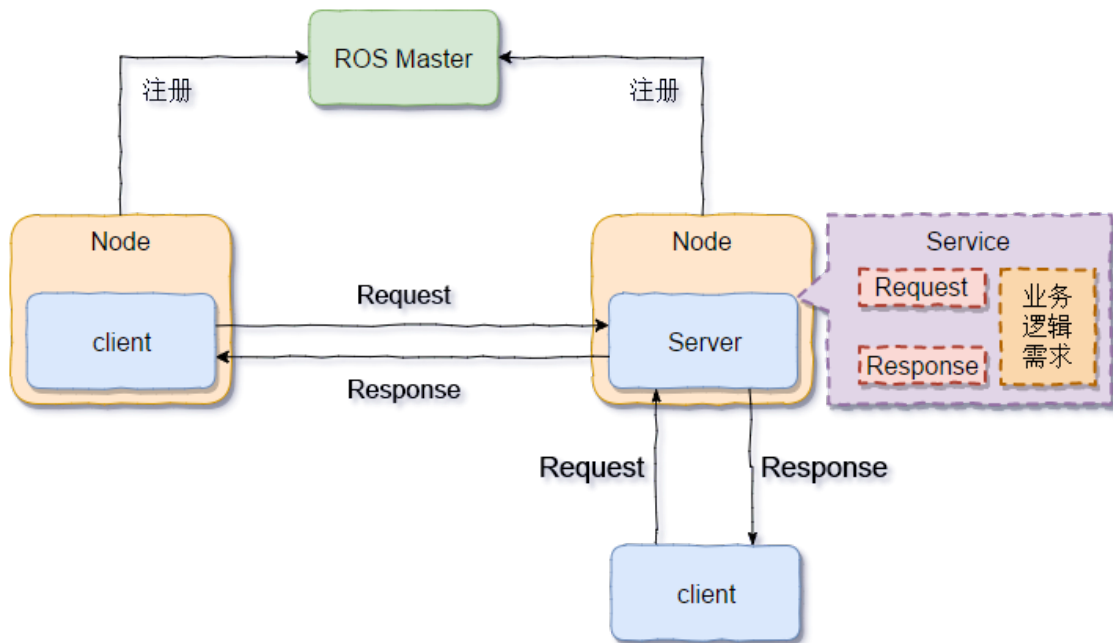 ROS Master
注册
注册
Node
Node
Service
client
Request
Response
Server
Request
Response
业务
逻辑
需求
Request
Response
client